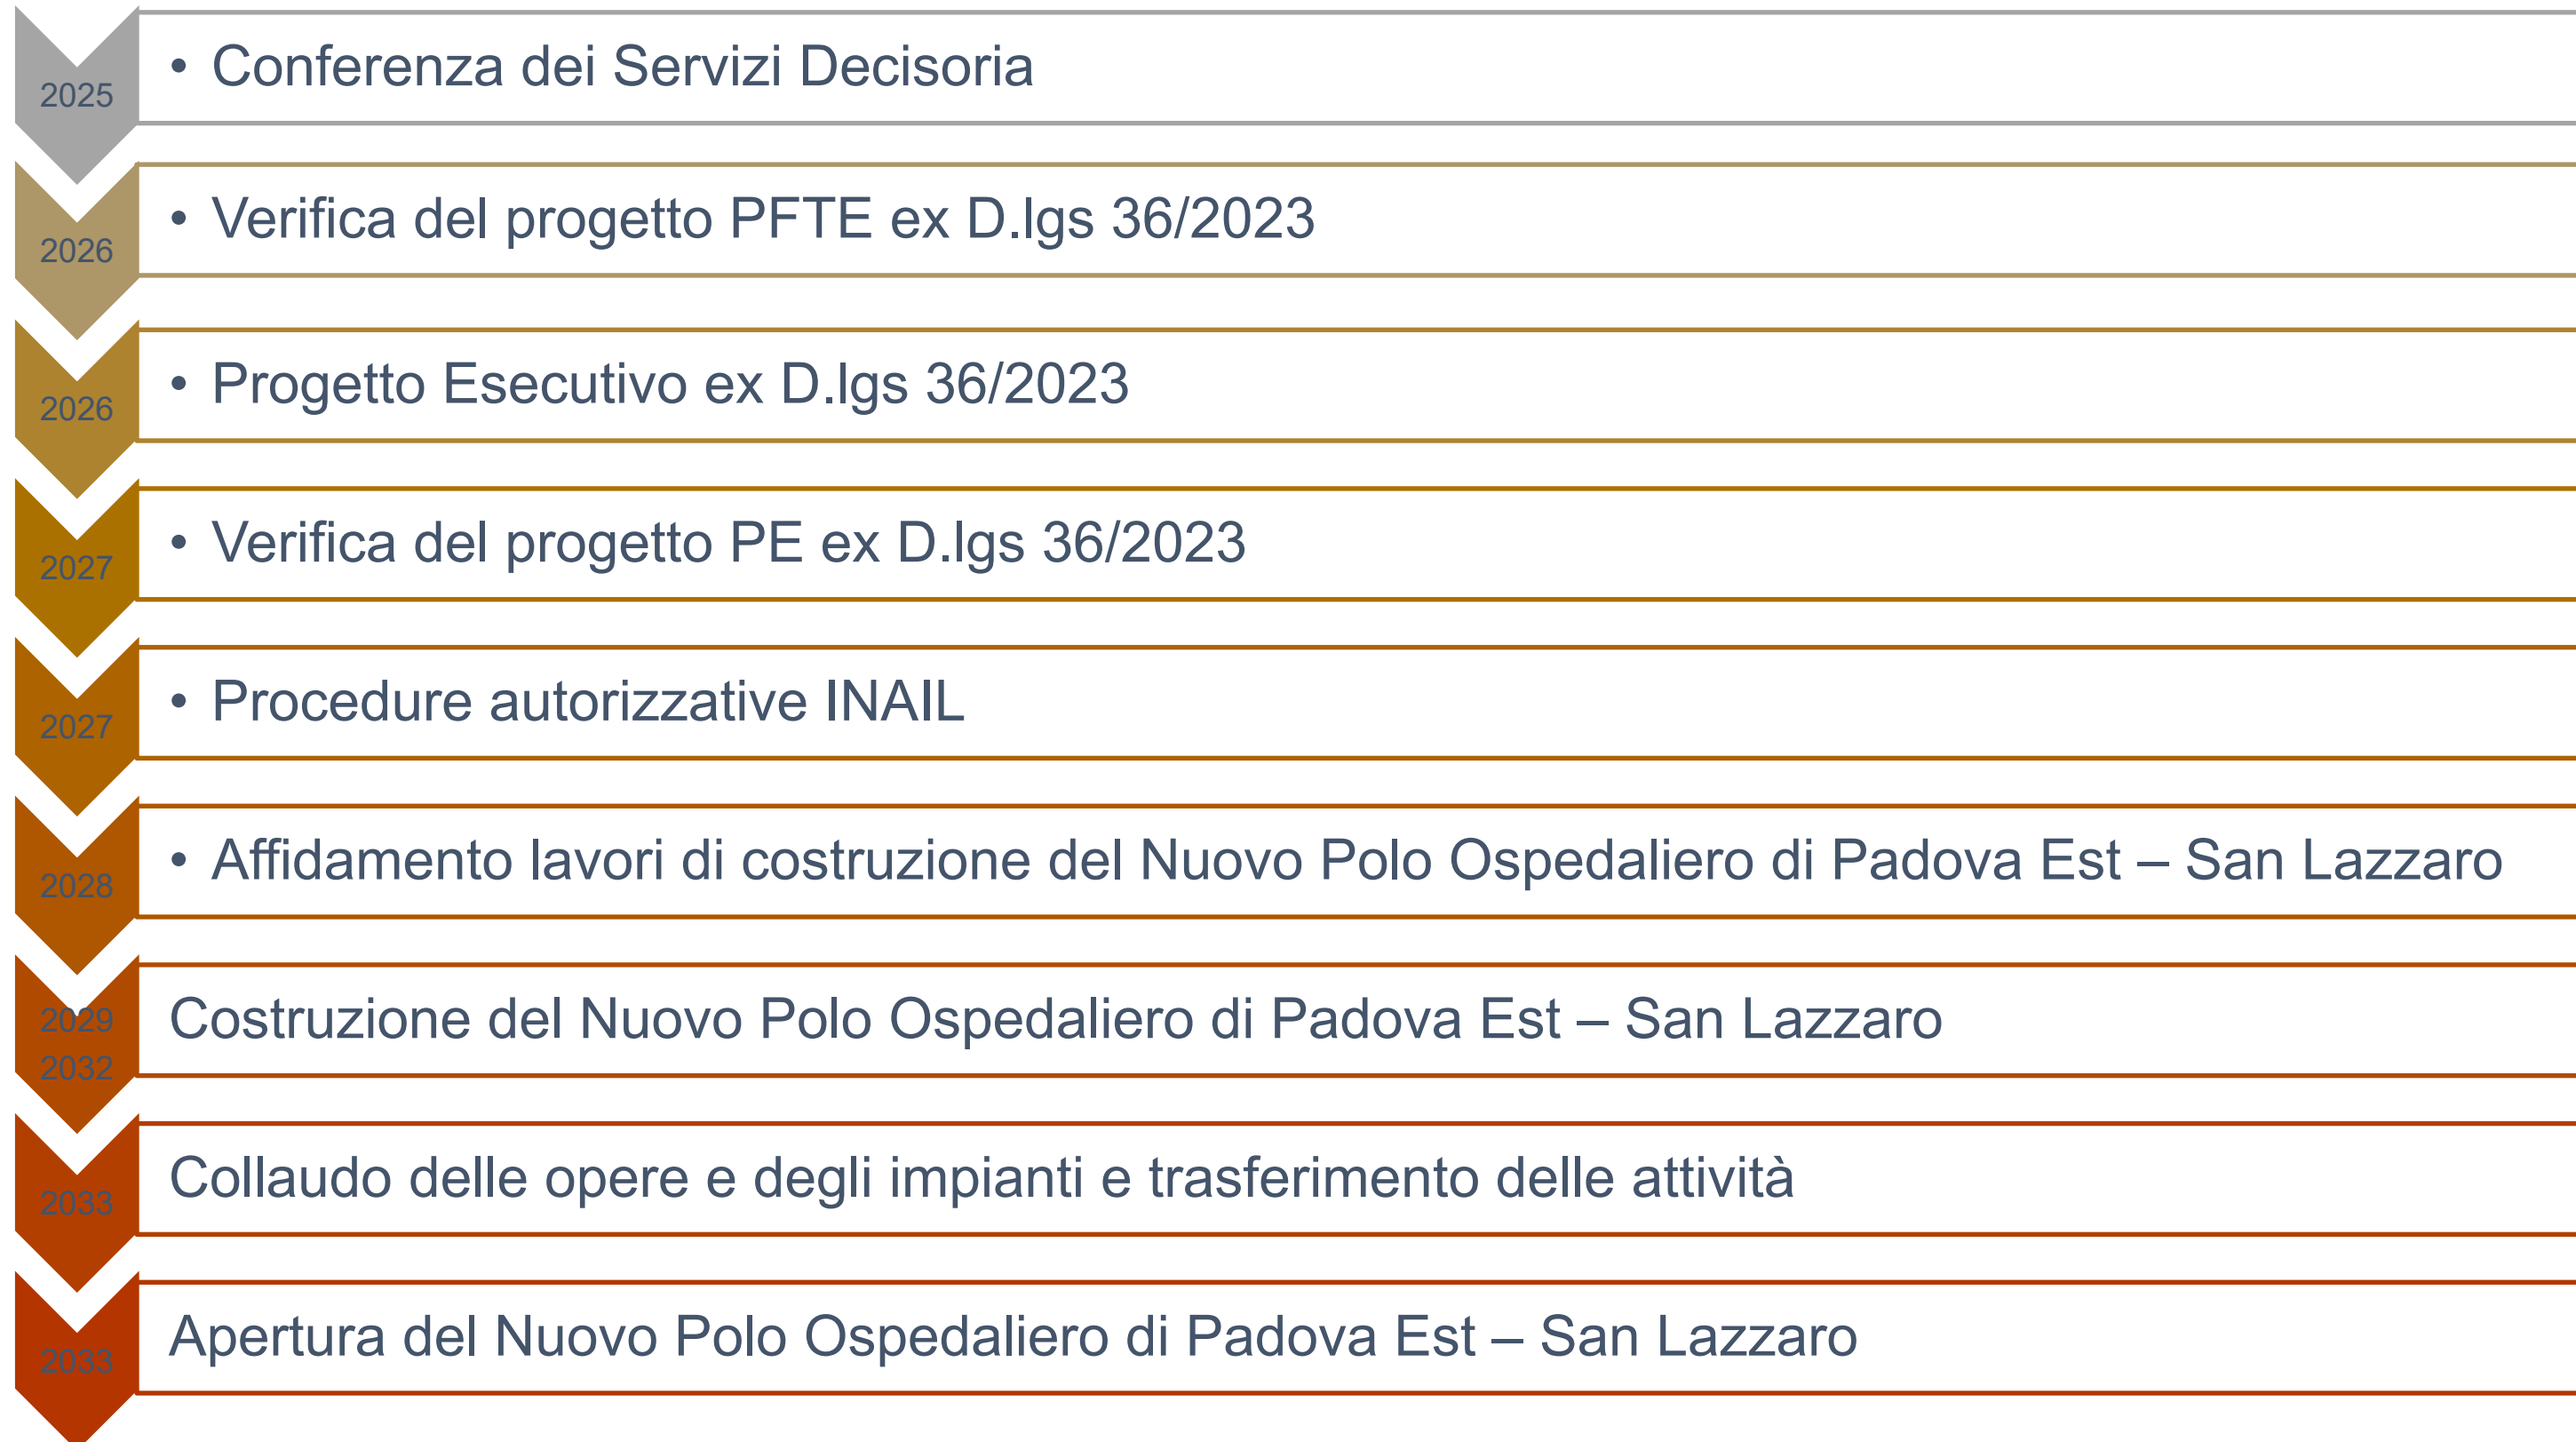 2025
• Conferenza dei Servizi Decisoria
2026
• Verifica del progetto PFTE ex D.lgs 36/2023
2026
• Progetto Esecutivo ex D.lgs 36/2023
2027
• Verifica del progetto PE ex D.lgs 36/2023
2027
• Procedure autorizzative INAIL
2028
• Affidamento lavori di costruzione del Nuovo Polo Ospedaliero di Padova Est – San Lazzaro
2029
2032
Costruzione del Nuovo Polo Ospedaliero di Padova Est – San Lazzaro
2033
Collaudo delle opere e degli impianti e trasferimento delle attività
2033
Apertura del Nuovo Polo Ospedaliero di Padova Est – San Lazzaro